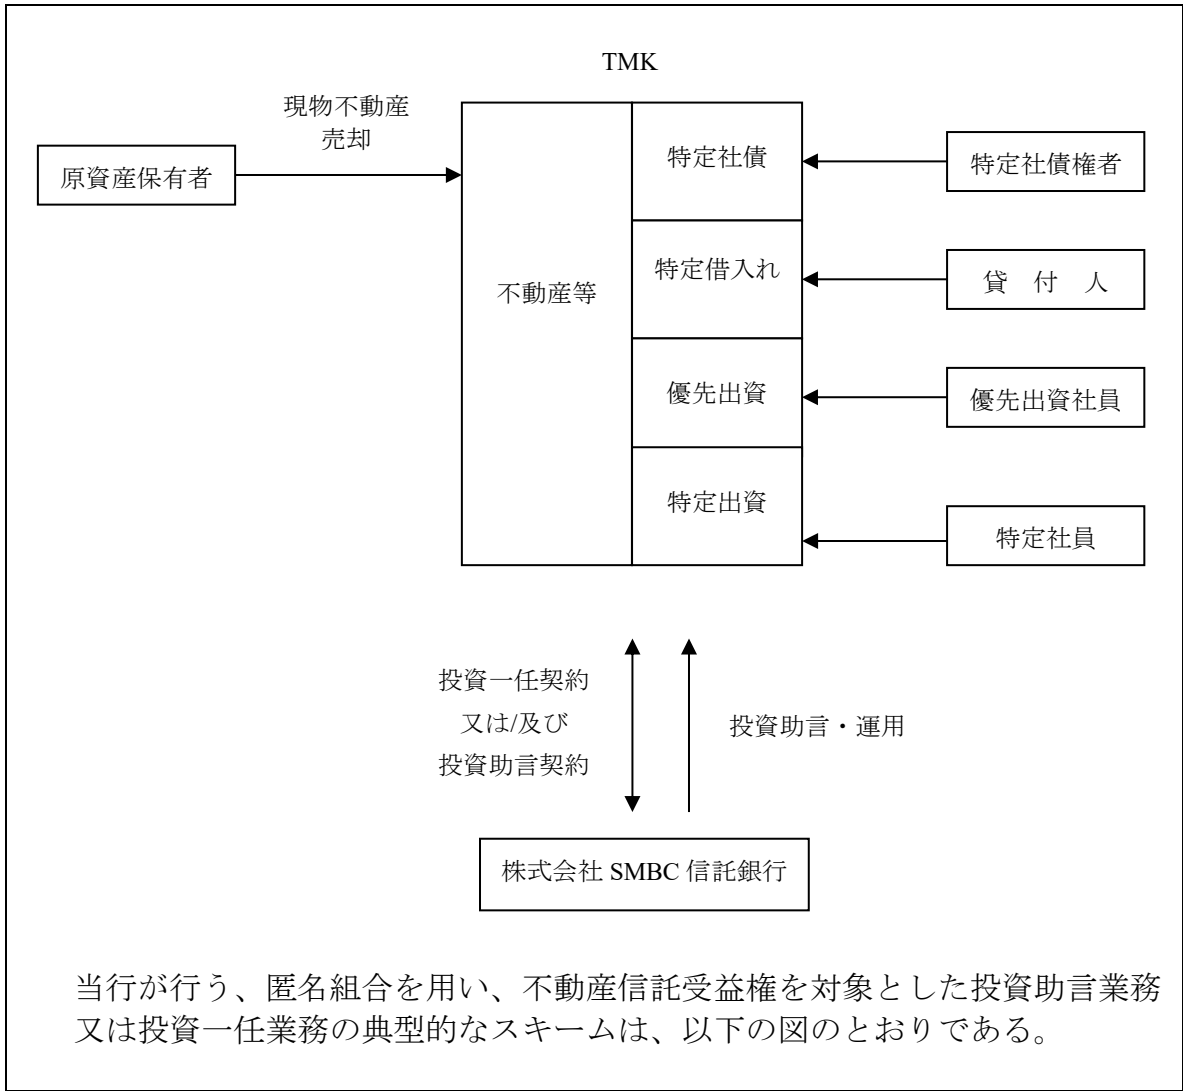 TMK
現物不動産
売却
原資産保有者
不動産等
特定社債
特定社債権者
特定借入れ
貸　付　人
優先出資
優先出資社員
特定出資
特定社員
投資一任契約
又は/及び
投資助言契約
投資助言・運用
株式会社 SMBC 信託銀行
当行が行う、匿名組合を用い、不動産信託受益権を対象とした投資助言業務
又は投資一任業務の典型的なスキームは、以下の図のとおりである。